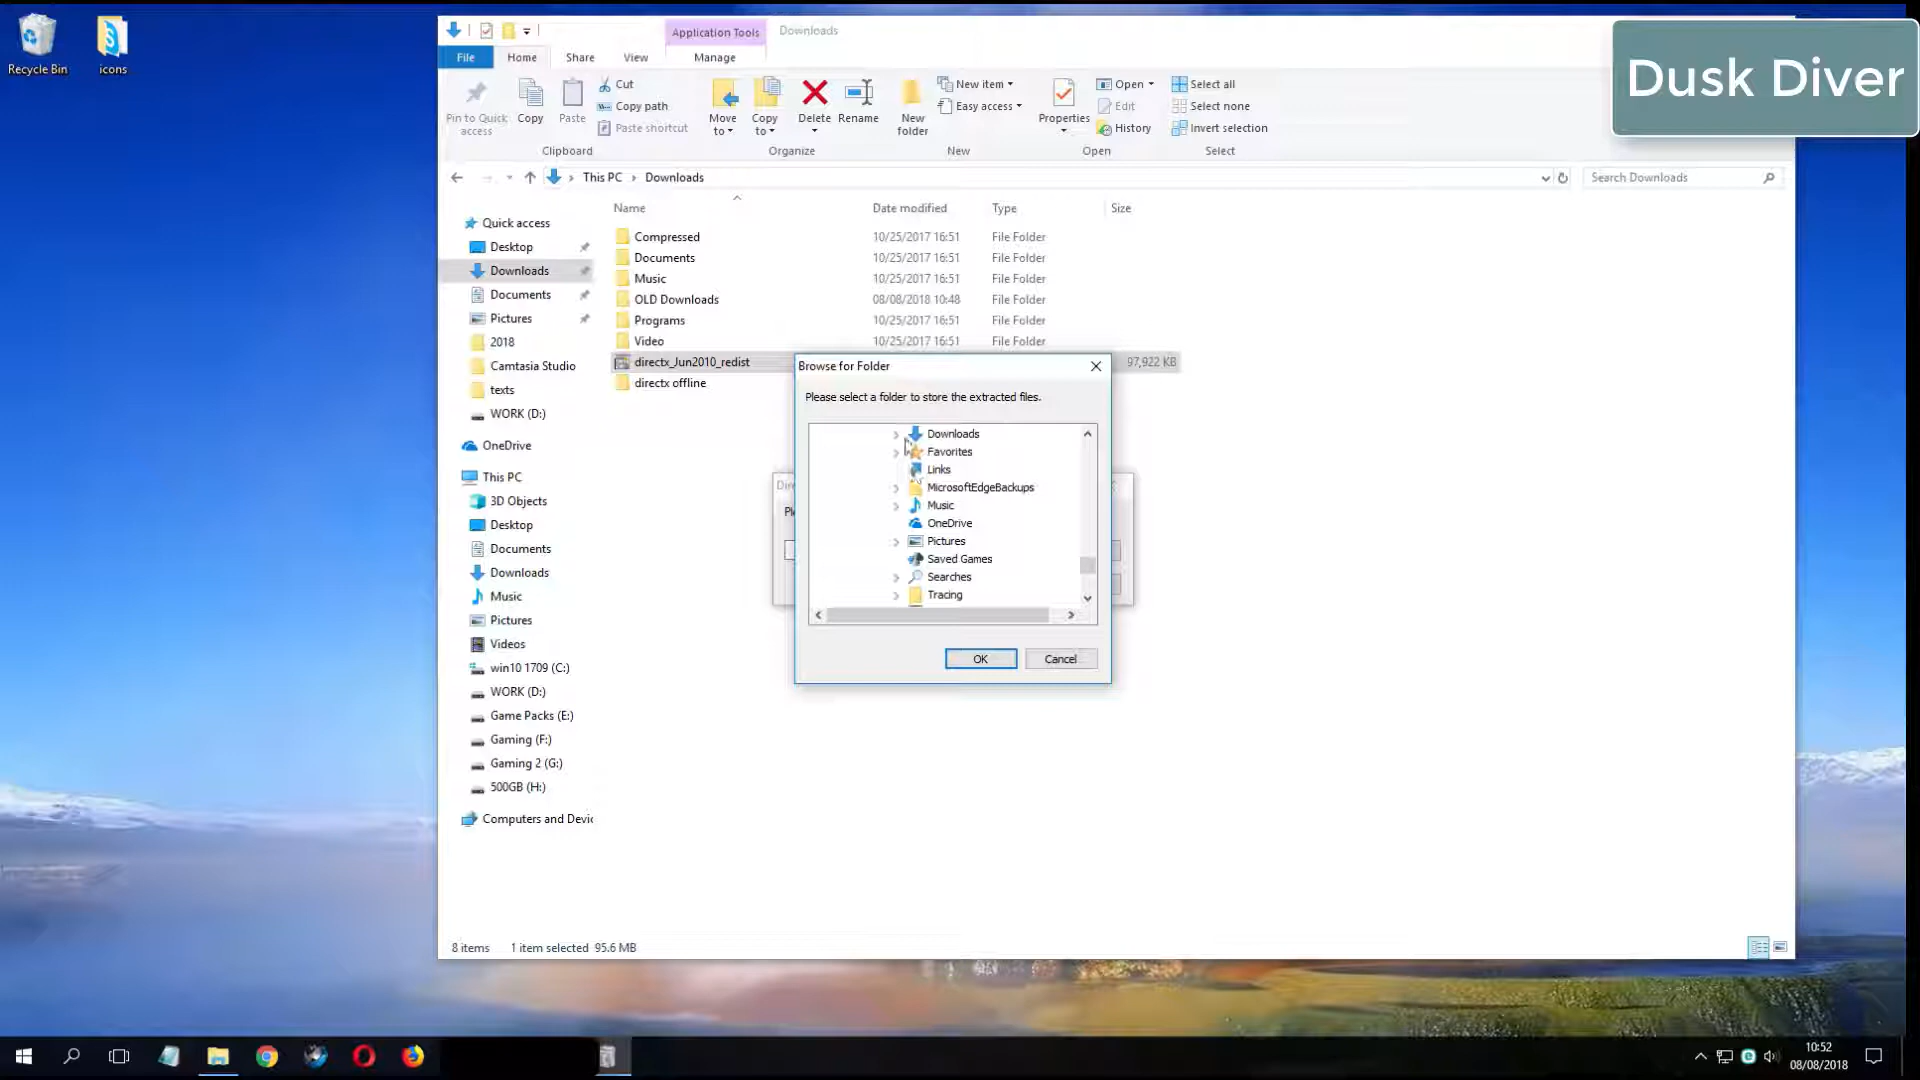 Recycle Bin
icons
Application Tools
Downloads
File
Home
Share
View
Manage
Pin to Quick access
Copy
Paste
Cut
Copy path
Paste shortcut
Clipboard
Move to
Copy to
Delete
Rename
Organize
New folder
New item
Easy access
New
Properties
Open
Edit
History
Open
Select all
Select none
Invert selection
Select
Dusk Diver
This PC
Downloads
Search Downloads
Name
Date modified
Type
Size
Quick access
Desktop
Downloads
Documents
Pictures
2018
Camtasia Studio
texts
WORK (D:)
OneDrive
This PC
3D Objects
Desktop
Documents
Downloads
Music
Pictures
Videos
win10 1709 (C:)
WORK (D:)
Game Packs (E:)
Gaming (F:)
Gaming 2 (G:)
500GB (H:)
Computers and Devic
Compressed 10/25/2017 16:51 File Folder
Documents 10/25/2017 16:51 File Folder
Music 10/25/2017 16:51 File Folder
OLD Downloads 08/08/2018 10:48 File Folder
Programs 10/25/2017 16:51 File Folder
Video 10/25/2017 16:51 File Folder
directx_Jun2010_redist 97,922 KB
directx offline
Browse for Folder
Please select a folder to store the extracted files.
Downloads
Favorites
Links
MicrosoftEdgeBackups
Music
OneDrive
Pictures
Saved Games
Searches
Tracing
OK
Cancel
8 items
1 item selected 95.6 MB
10:52
08/08/2018